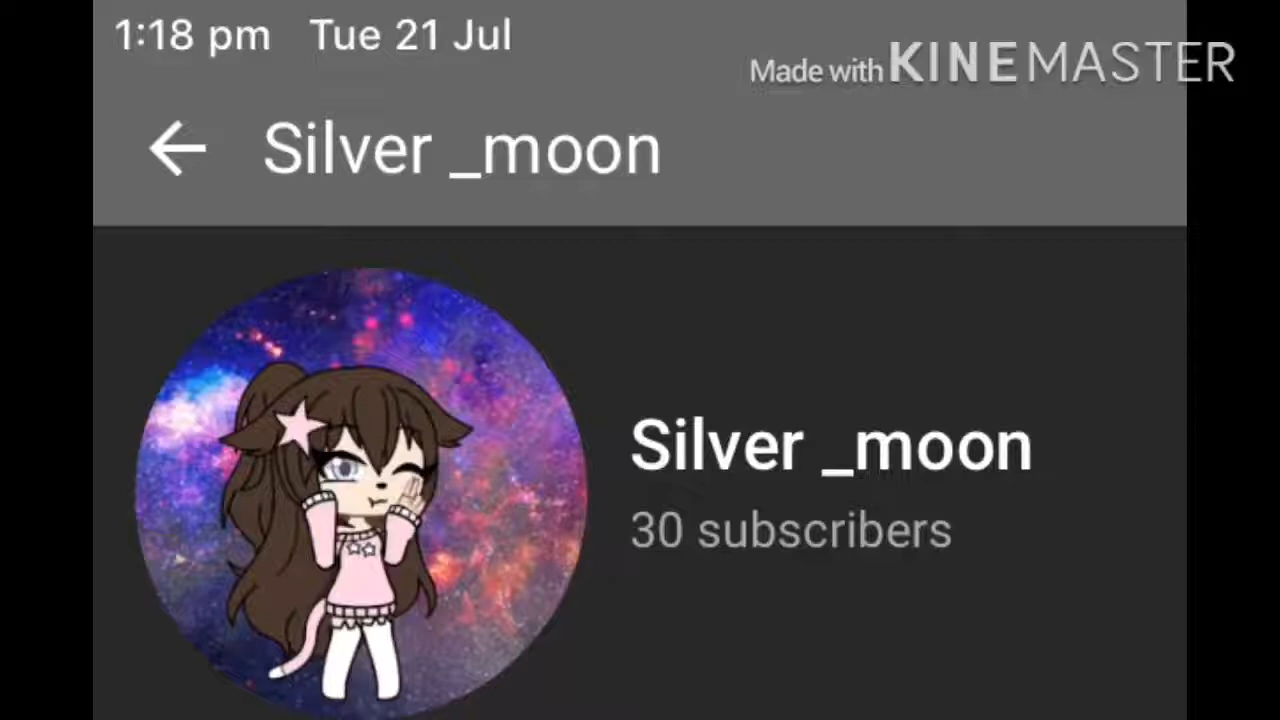 1:18 pm Tue 21 Jul
Made with KINEMASTER
Silver _moon
Silver _moon
30 subscribers